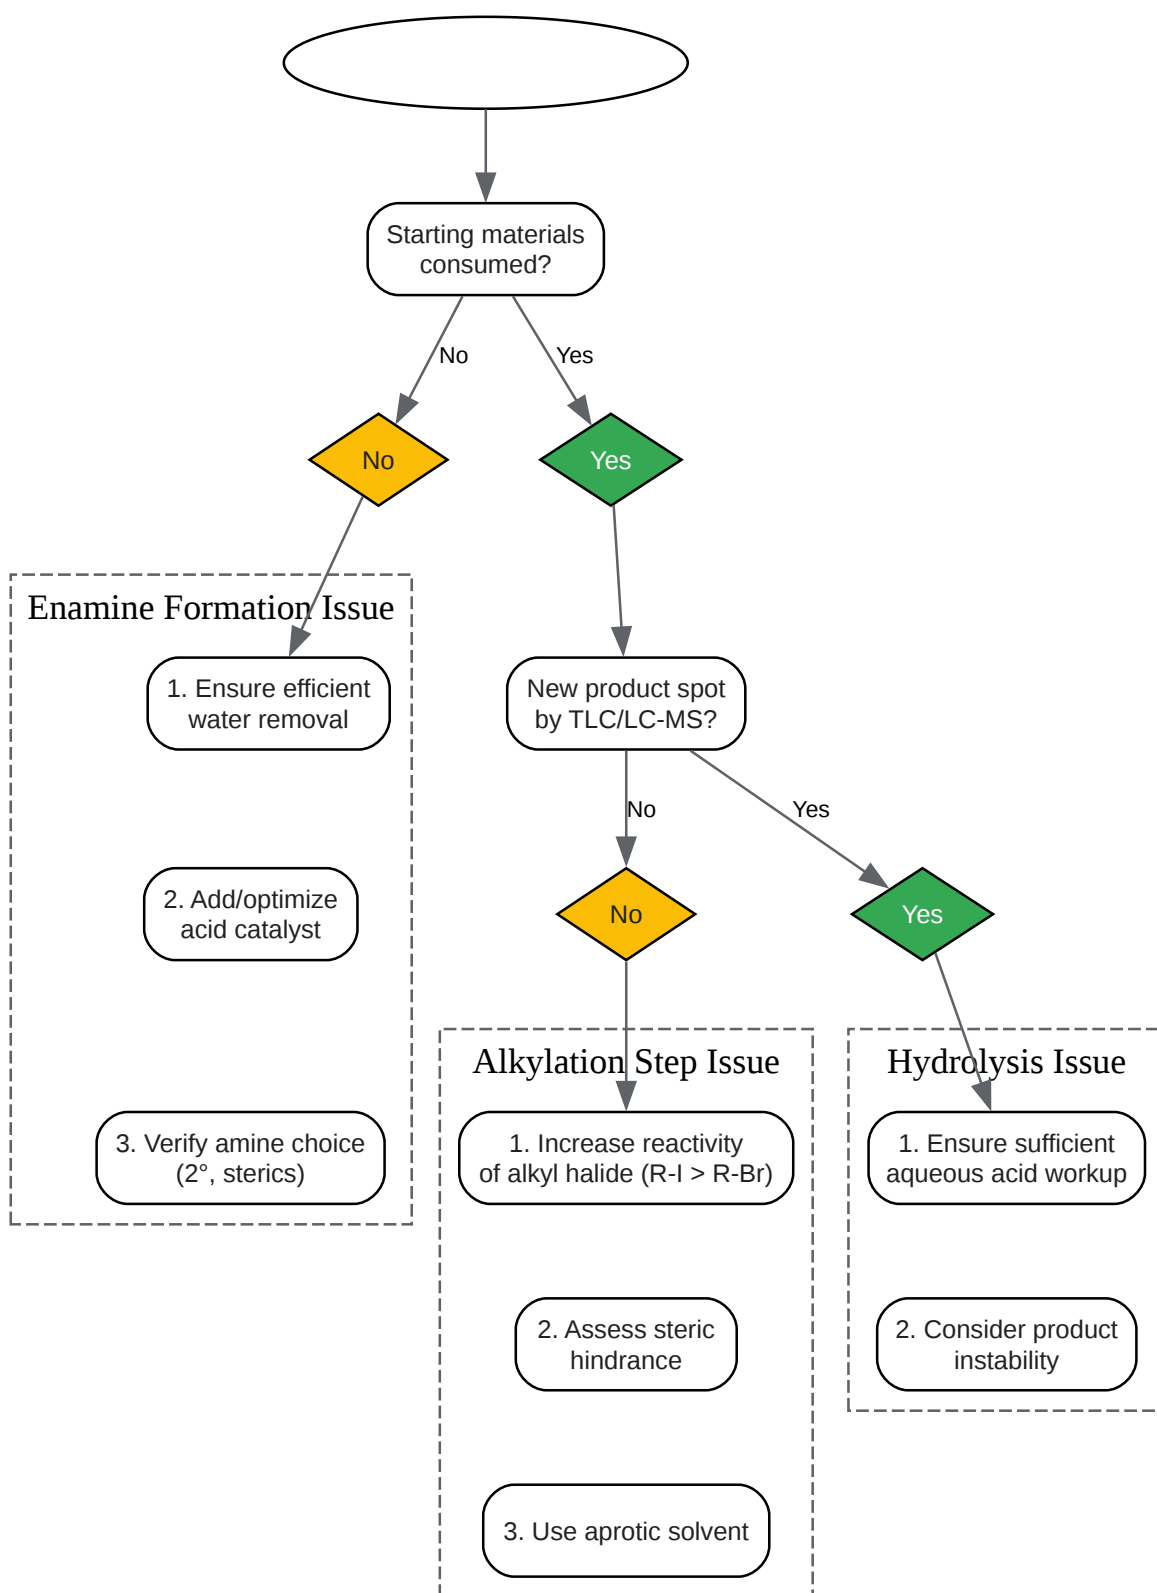 Starting materials
consumed?
No
Yes
No
Yes
Enamine Formation Issue
1. Ensure efficient
water removal
New product spot
by TLC/LC-MS?
No
Yes
2. Add/optimize
acid catalyst
No
Yes
Alkylation Step Issue
Hydrolysis Issue
3. Verify amine choice
(2°, sterics)
1. Increase reactivity
of alkyl halide (R-I > R-Br)
1. Ensure sufficient
aqueous acid workup
2. Assess steric
hindrance
2. Consider product
instability
3. Use aprotic solvent